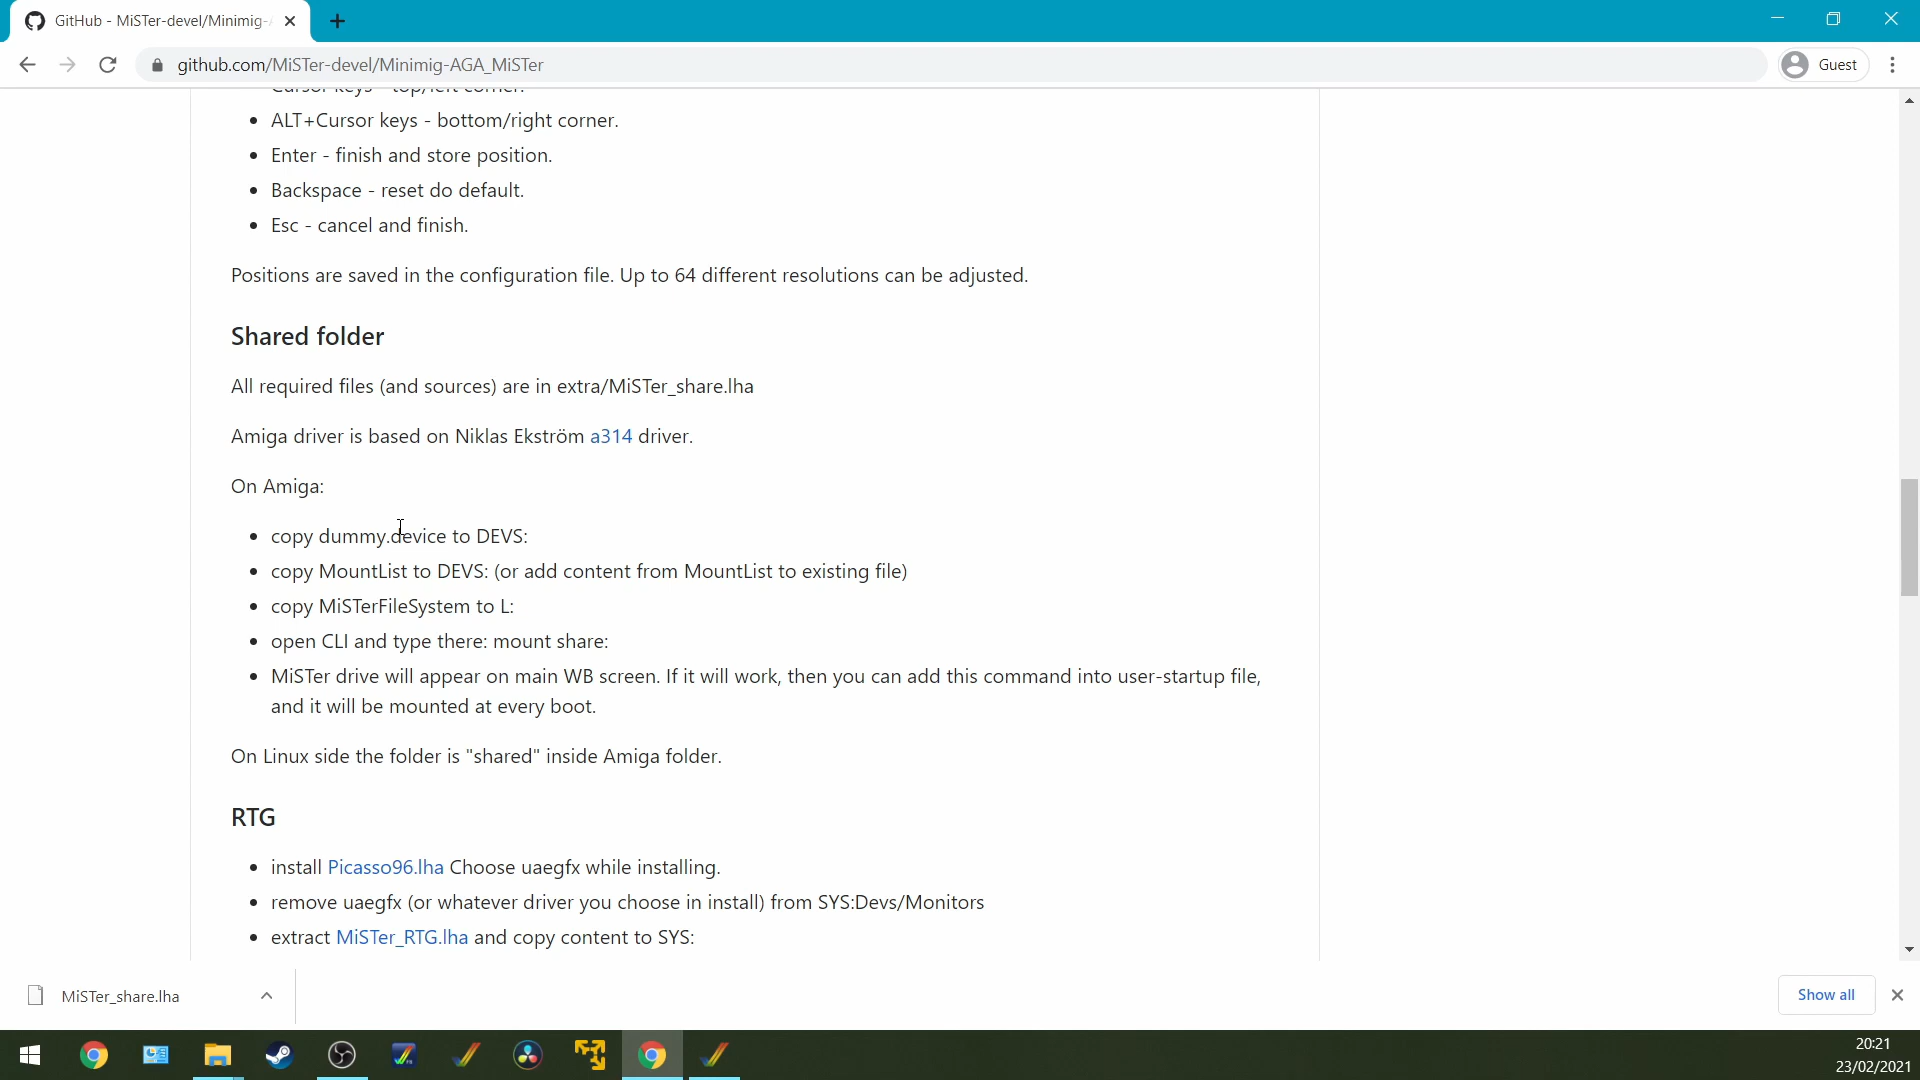 GitHub - MiSTer-devel/Minimig-
github.com/MiSTer-devel/Minimig-AGA_MiSTer
Guest
Cursor keys - top/left corner.
ALT+Cursor keys - bottom/right corner.
Enter - finish and store position.
Backspace - reset do default.
Esc - cancel and finish.
Positions are saved in the configuration file. Up to 64 different resolutions can be adjusted.
Shared folder
All required files (and sources) are in extra/MiSTer_share.lha
Amiga driver is based on Niklas Ekström a314 driver.
On Amiga:
copy dummy.device to DEVS:
copy MountList to DEVS: (or add content from MountList to existing file)
copy MiSTerFileSystem to L:
open CLI and type there: mount share:
MiSTer drive will appear on main WB screen. If it will work, then you can add this command into user-startup file,
and it will be mounted at every boot.
On Linux side the folder is "shared" inside Amiga folder.
RTG
install Picasso96.lha Choose uaegfx while installing.
remove uaegfx (or whatever driver you choose in install) from SYS:Devs/Monitors
extract MiSTer_RTG.lha and copy content to SYS:
MiSTer_share.lha
Show all
20:21
23/02/2021